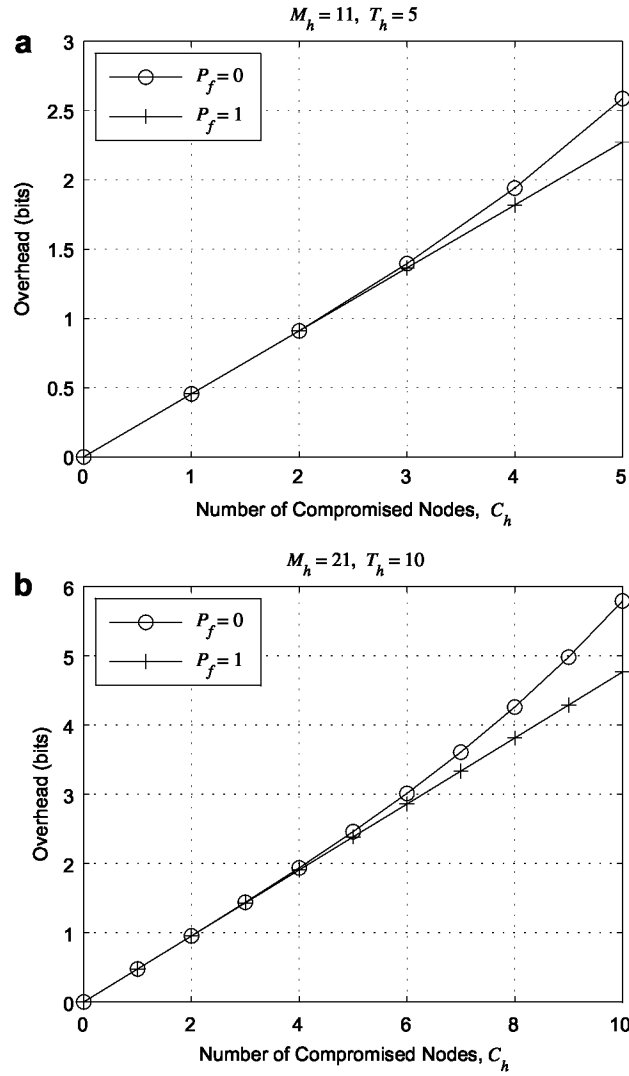 a
M_h = 11, T_h = 5
3
2.5
2
1.5
1
0.5
0
Overhead (bits)
P_f = 0
P_f = 1
0 1 2 3 4 5
Number of Compromised Nodes, C_h
b
M_h = 21, T_h = 10
6
5
4
3
2
1
0
Overhead (bits)
P_f = 0
P_f = 1
0 2 4 6 8 10
Number of Compromised Nodes, C_h